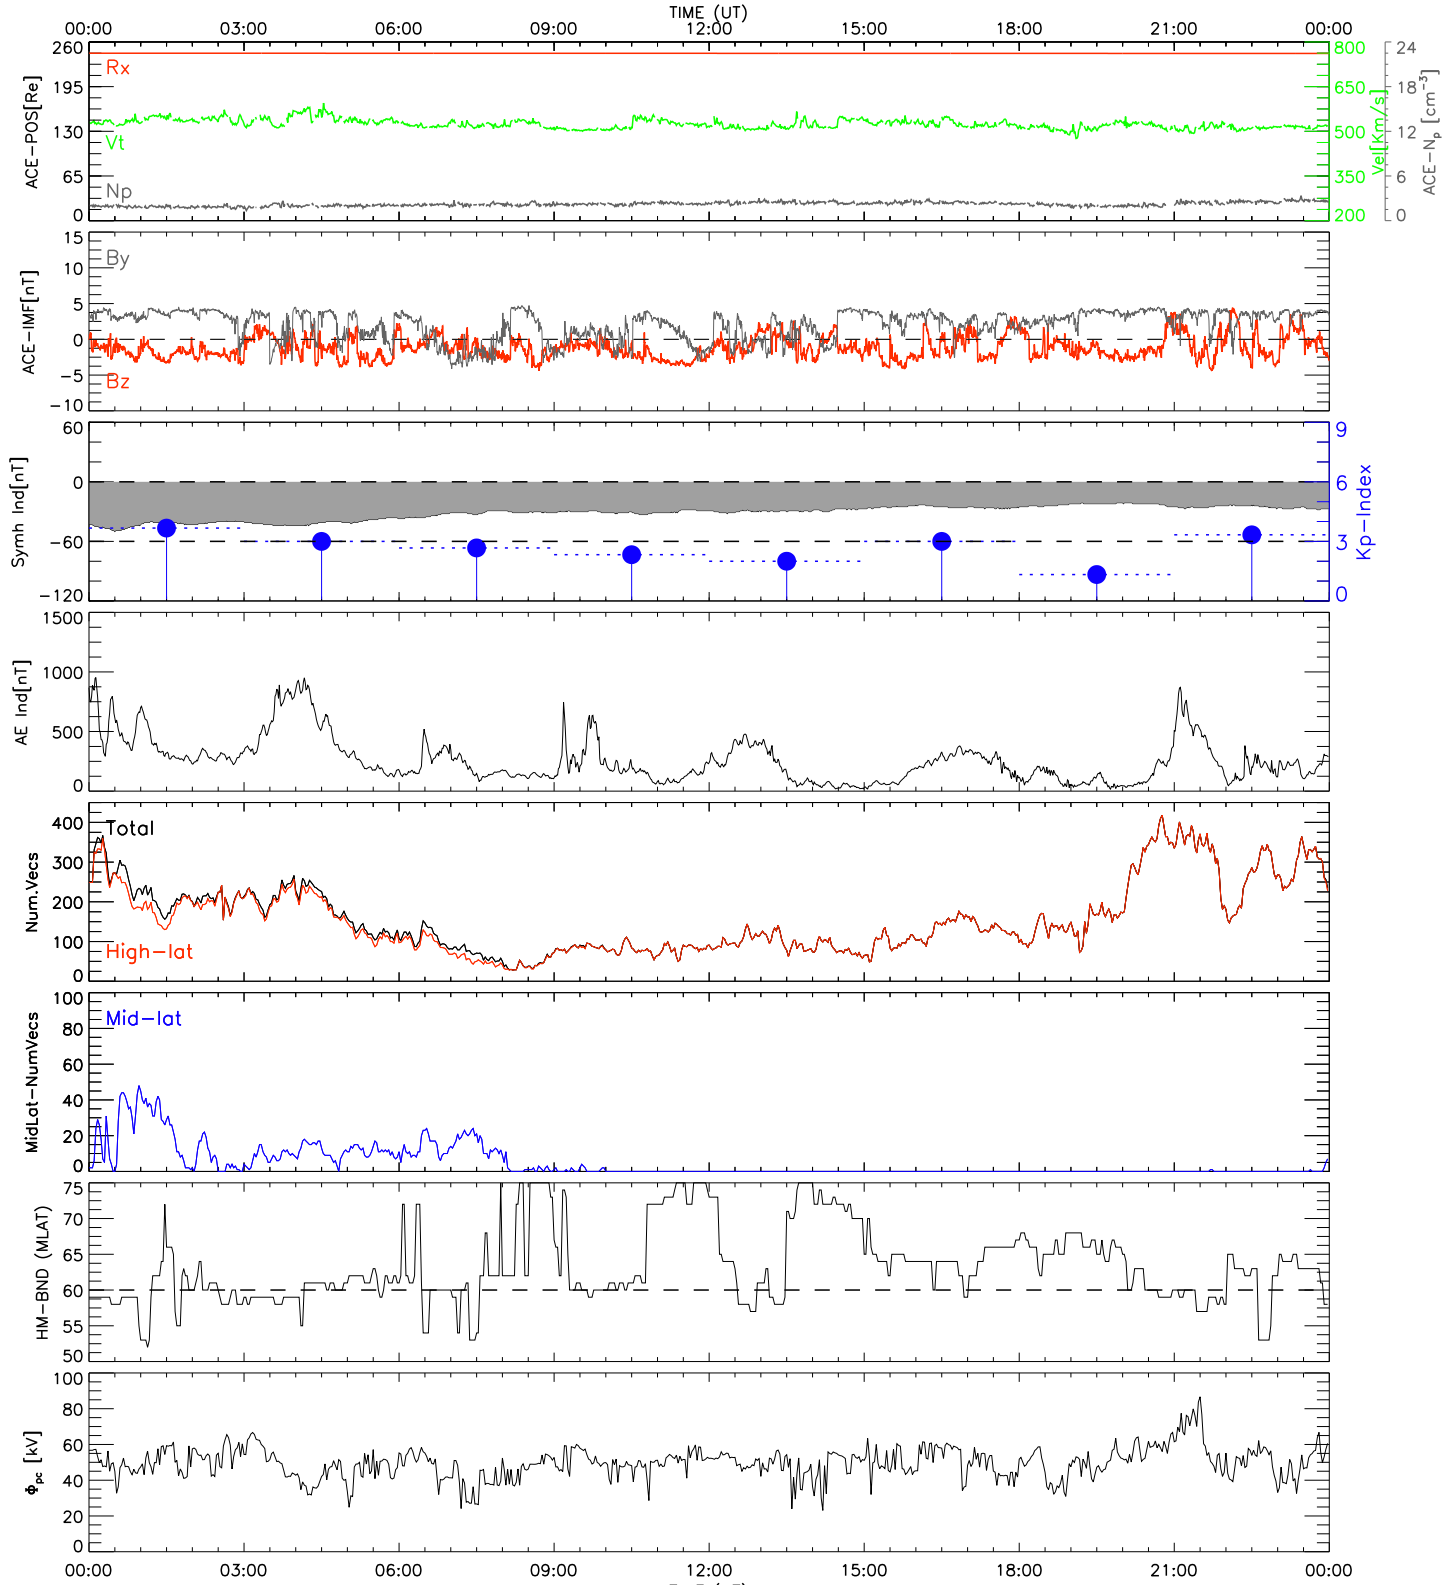 TIME (UT)
00:00 03:00 06:00 09:00 12:00 15:00 18:00 21:00 00:00
ACE-POS[Re]
260
195
130
65
0
Rx
Vt
Np
800
650
500
350
200
Vel[Km/s]
24
18
12
6
0
ACE-Np [cm-3]
ACE-IMF[nT]
15
10
5
0
-5
-10
By
Bz
Symh Ind[nT]
60
0
-60
-120
9
6
3
0
Kp-Index
AE Ind[nT]
1500
1000
500
0
Num.Vecs
400
300
200
100
0
Total
High-lat
MidLat-NumVecs
100
80
60
40
20
0
Mid-lat
HM-BND (MLAT)
75
70
65
60
55
50
Φpc [kV]
100
80
60
40
20
0
00:00 03:00 06:00 09:00 12:00 15:00 18:00 21:00 00:00